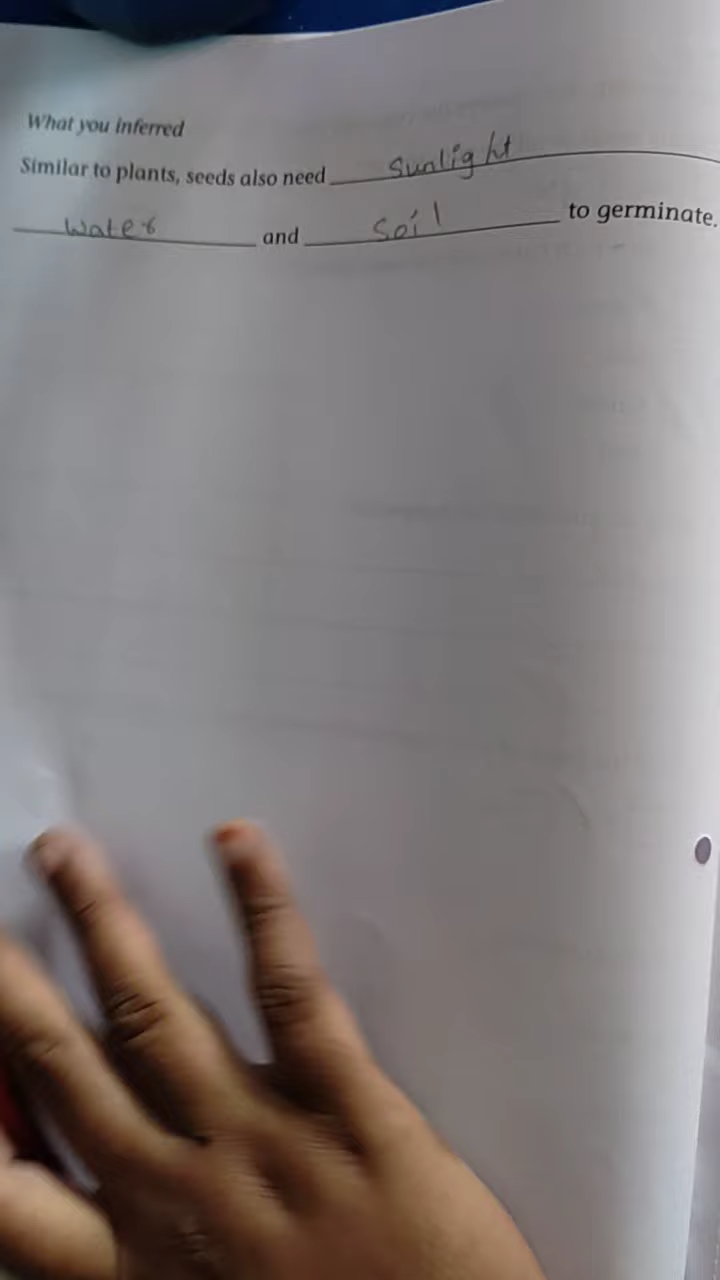 What you inferred
Similar to plants, seeds also need sunlight
water and soil to germinate.